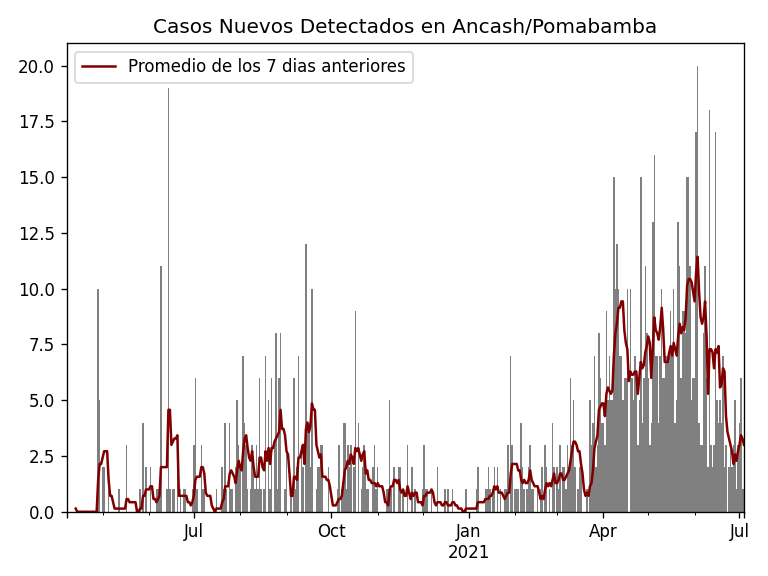 Casos Nuevos Detectados en Ancash/Pomabamba
Promedio de los 7 dias anteriores
20.0
17.5
15.0
12.5
10.0
7.5
5.0
2.5
0.0
Jul
Oct
Jan
2021
Apr
Jul